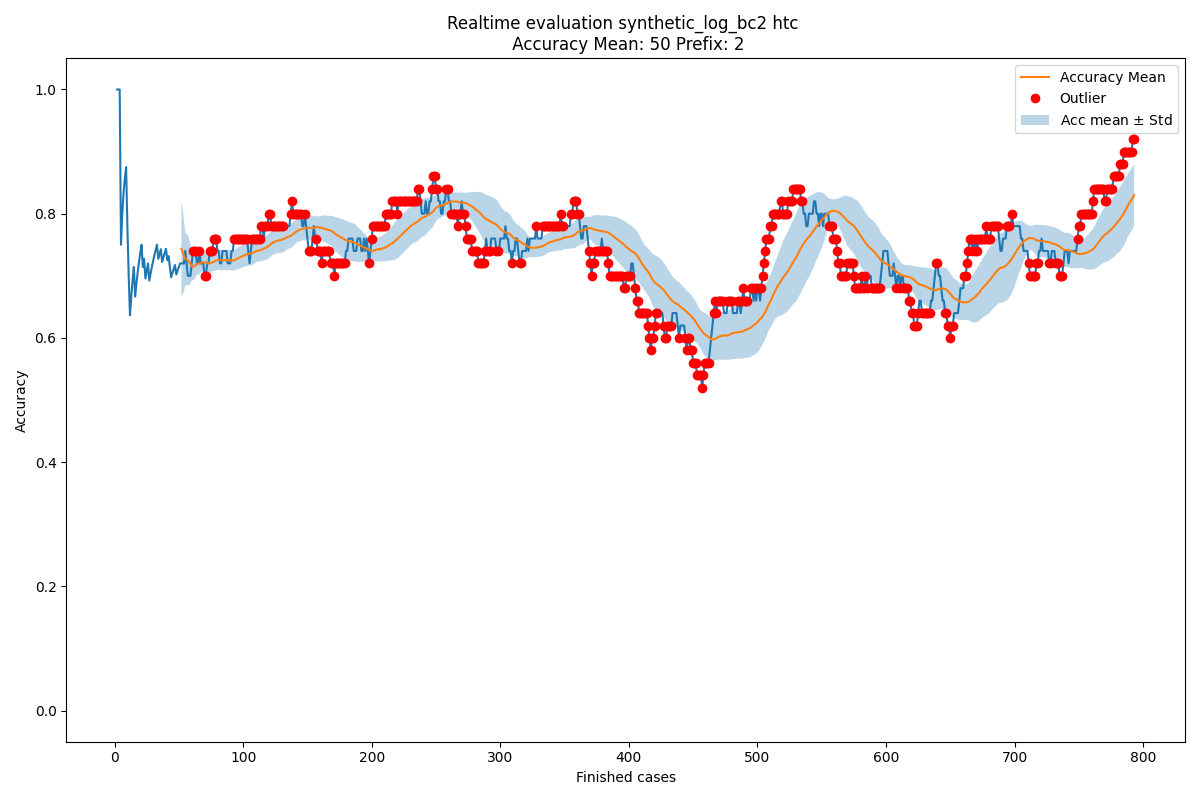 Realtime evaluation synthetic_log_bc2 htc
Accuracy Mean: 50 Prefix: 2
Accuracy Mean
Outlier
Acc mean ± Std
1.0
0.8
0.6
0.4
0.2
0.0
Accuracy
0 100 200 300 400 500 600 700 800
Finished cases